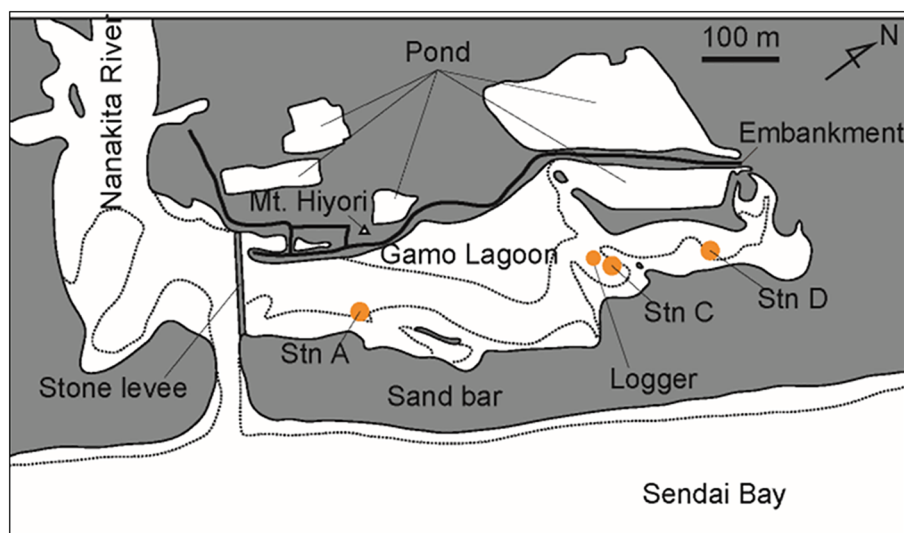 Nanakita River
Pond
100 m
N
Embankment
Mt. Hiyori
Gamo Lagoon
Stn A
Stn C
Stn D
Stone levee
Sand bar
Logger
Sendai Bay